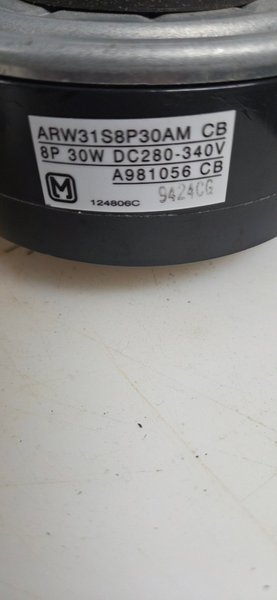 ARW31S8P30AM CB
8P 30W DC280-340V
A981056 CB
M 9424CG
124806C